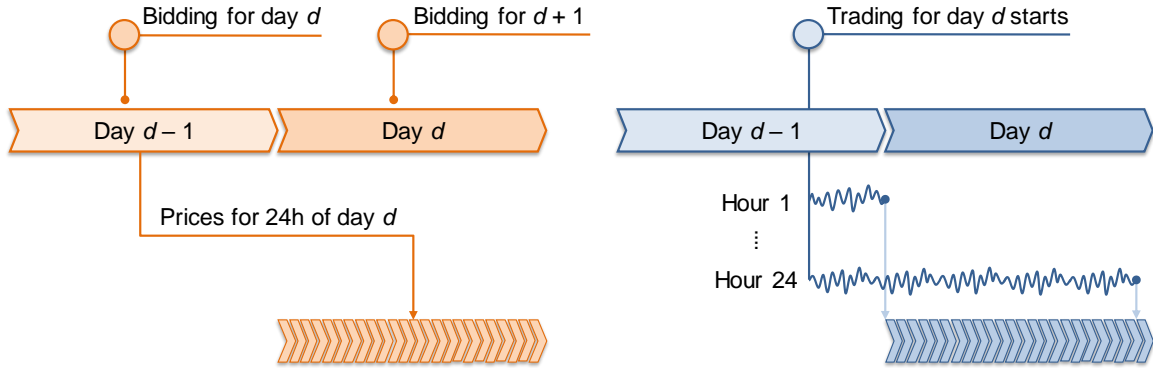 Bidding for day d
Bidding for d + 1
Day d – 1
Day d
Prices for 24h of day d
Trading for day d starts
Day d – 1
Day d
Hour 1
Hour 24